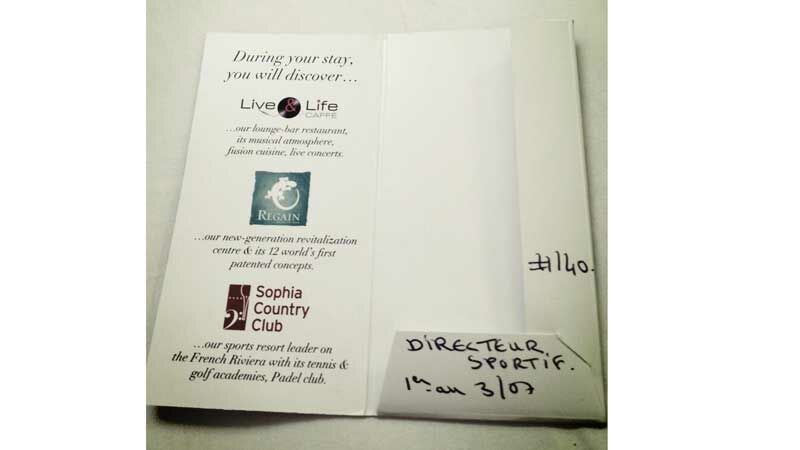 During your stay,
you will discover…
Live & Life
CAFFÉ
…our lounge-bar restaurant,
its musical atmosphere,
fusion cuisine, live concerts.
REGAIN
…our new-generation revitalization
centre & its 12 world's first
patented concepts.
Sophia
Country
Club
…our sports resort leader on
the French Riviera with its tennis &
golf academies, Padel club.
#140.
DIRECTEUR
SPORTIF.
1er au 3/07